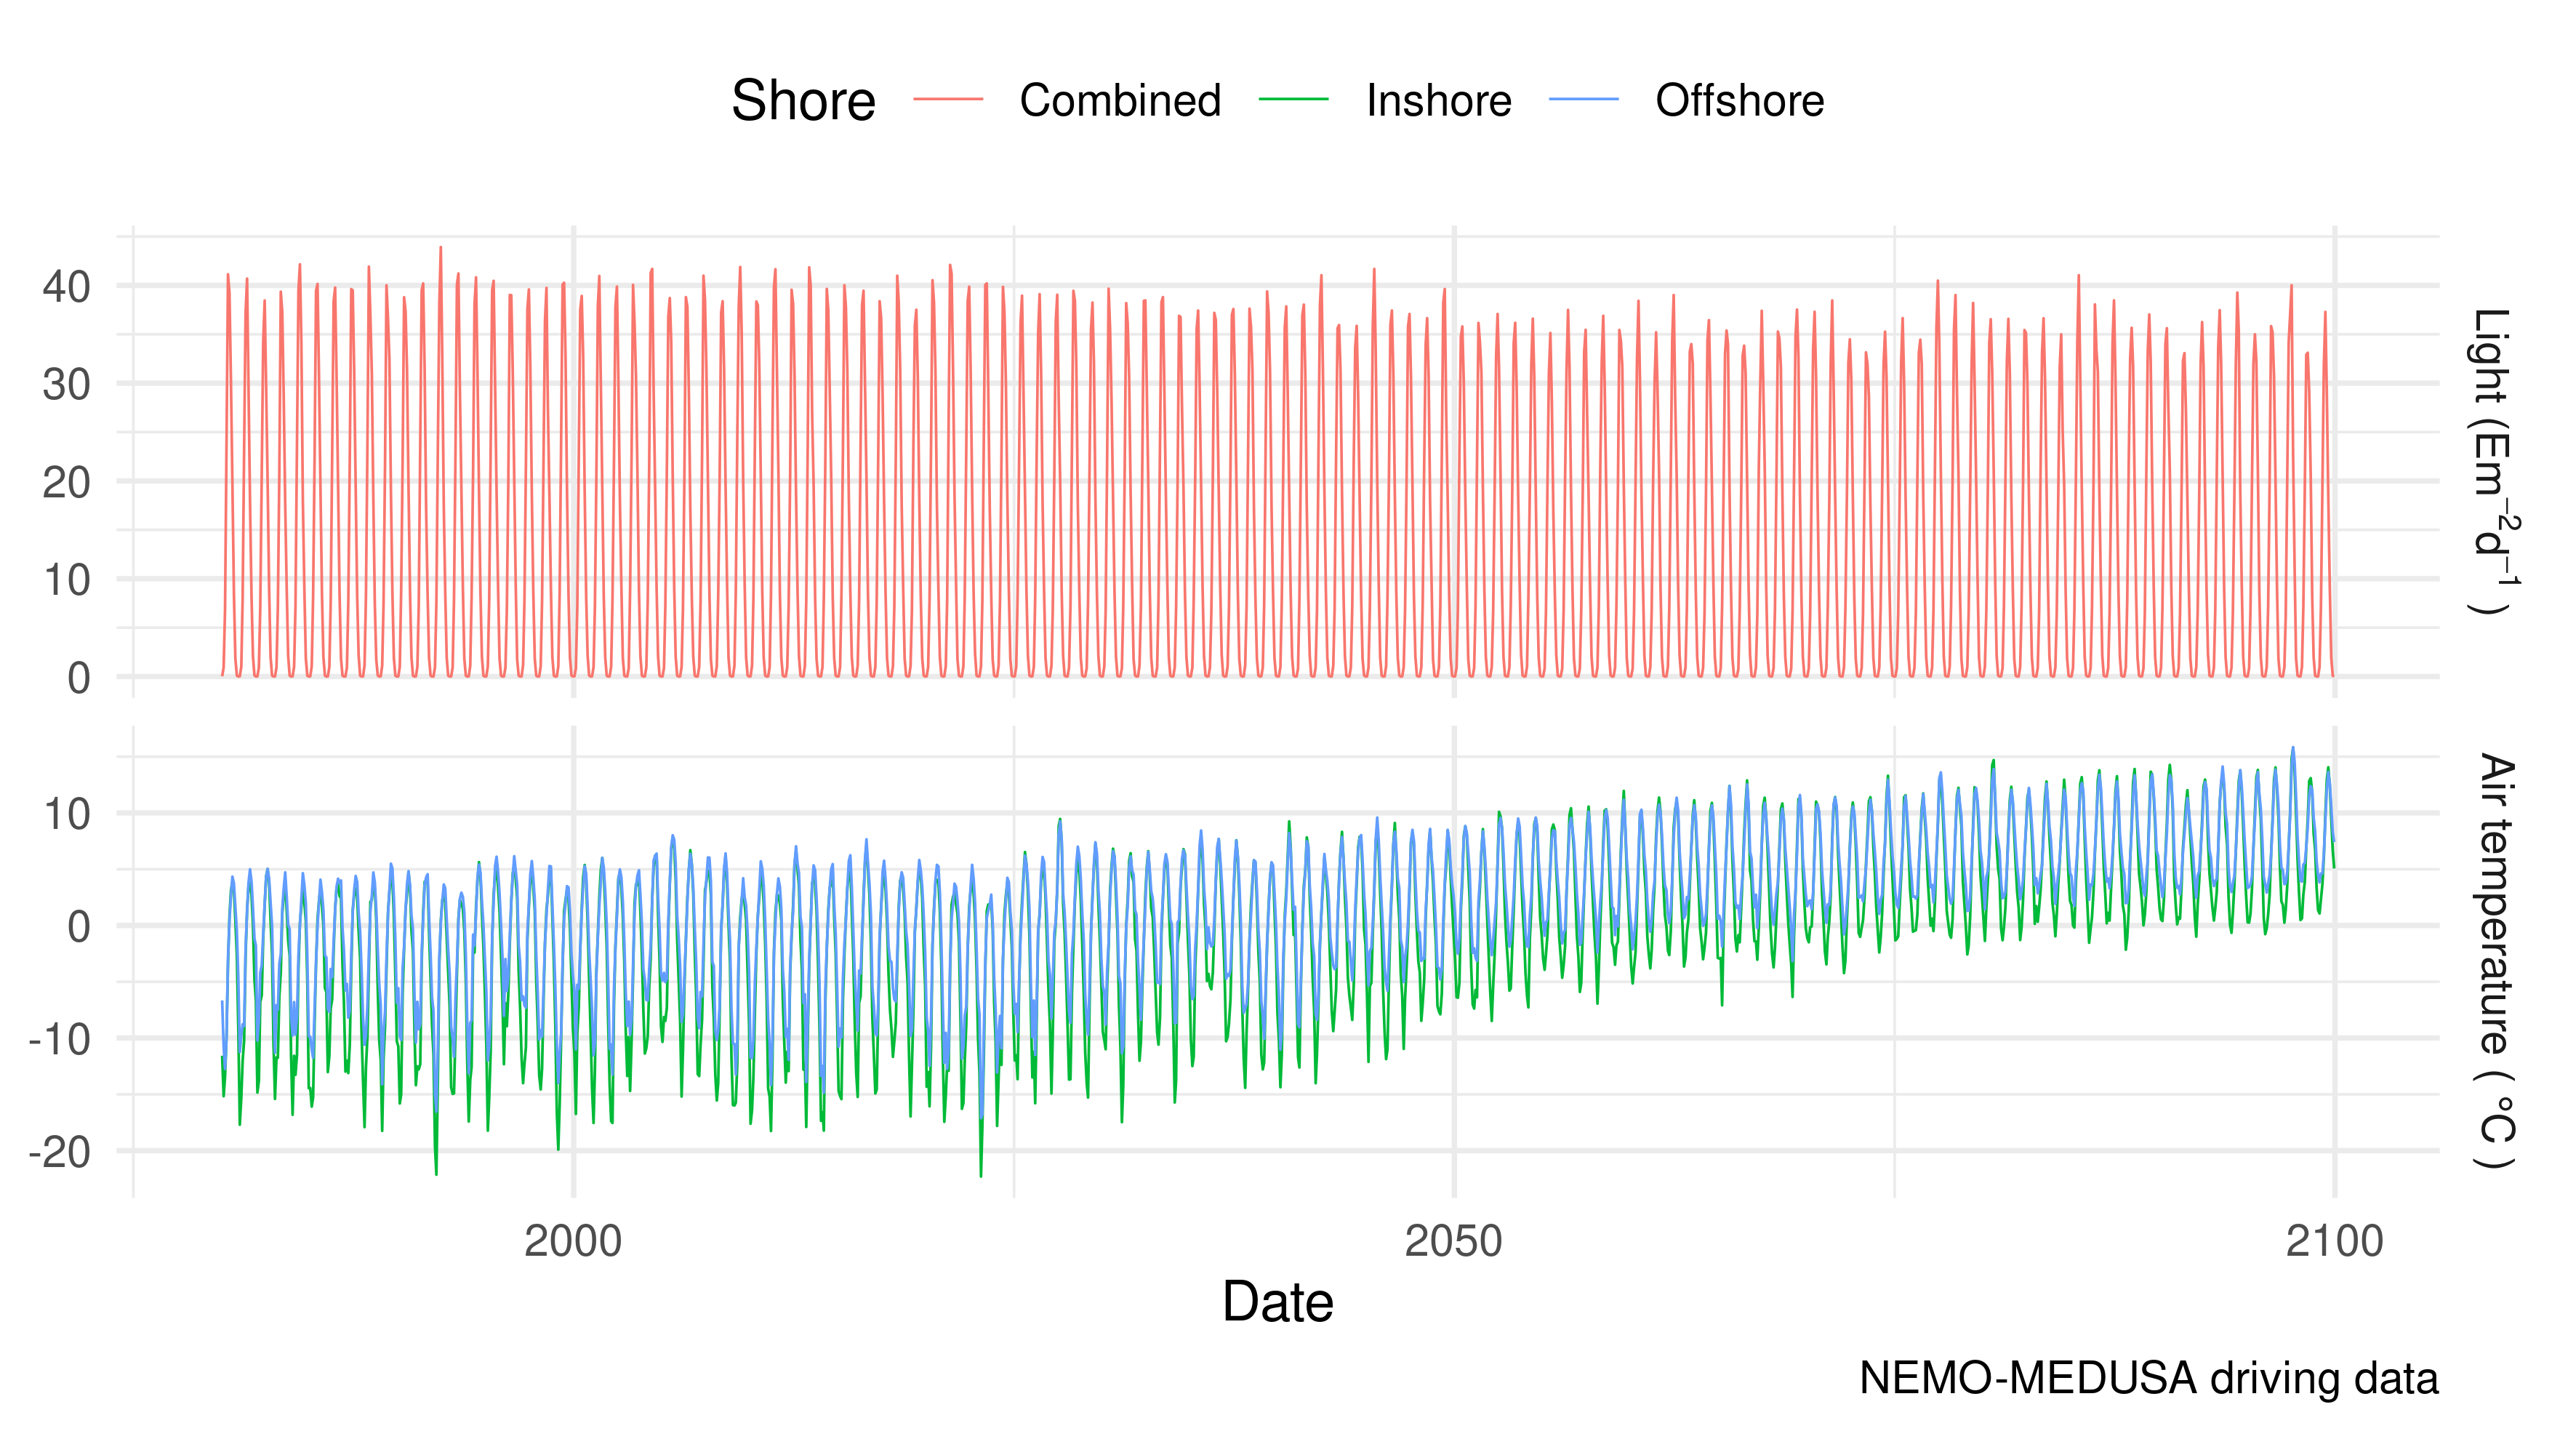 Shore Combined Inshore Offshore
40
30
20
10
0
Light (Em⁻²d⁻¹ )
10
0
-10
-20
Air temperature ( °C )
2000 2050 2100
Date
NEMO-MEDUSA driving data